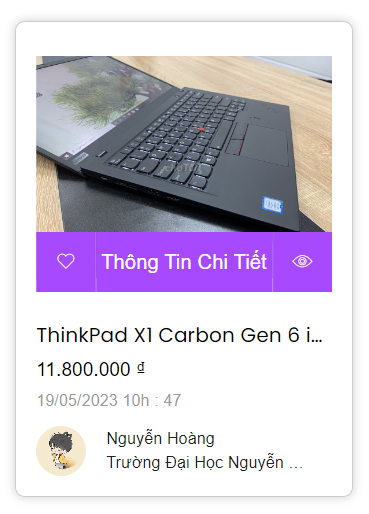 Thông Tin Chi Tiết
ThinkPad X1 Carbon Gen 6 i...
11.800.000 ₫
19/05/2023 10h : 47
Nguyễn Hoàng
Trường Đại Học Nguyễn ...